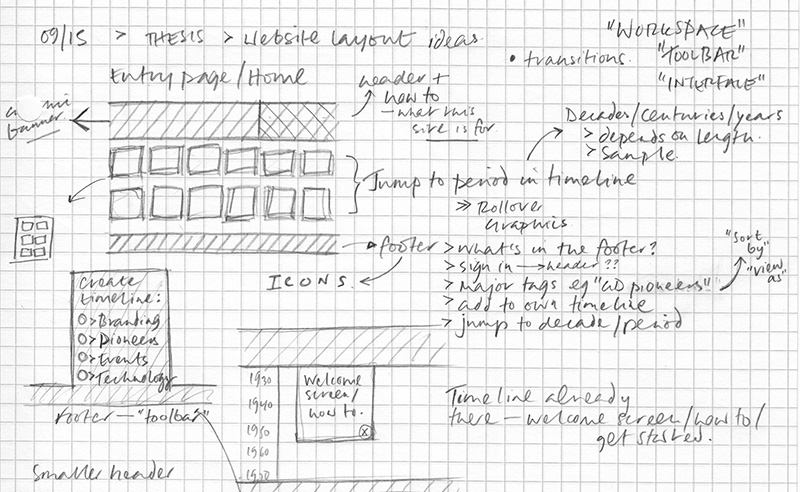 09/15 > THESIS > Website layout ideas.
"WORKSPACE"
• transitions. "TOOLBAR"
"INTERFACE"
Entry page/Home
header +
how to
– what this
site is for
banner
Decades/centuries/years
> depends on length.
> Sample.
Jump to period in timeline
>> Rollover
Graphics
footer
> What's in the footer?
> sign in → header??
> Major tags eg "GD pioneers"
> add to own timeline
> jump to decade/period
"sort
by"
"view
as"
ICONS.
Create
timeline:
O > Branding
O > Pioneers
O > Events
O > Technology
footer – "toolbar"
Smaller header
1930
1940
1950
1960
Welcome
screen/
how to.
Timeline already
there – welcome screen/how to/
get started.